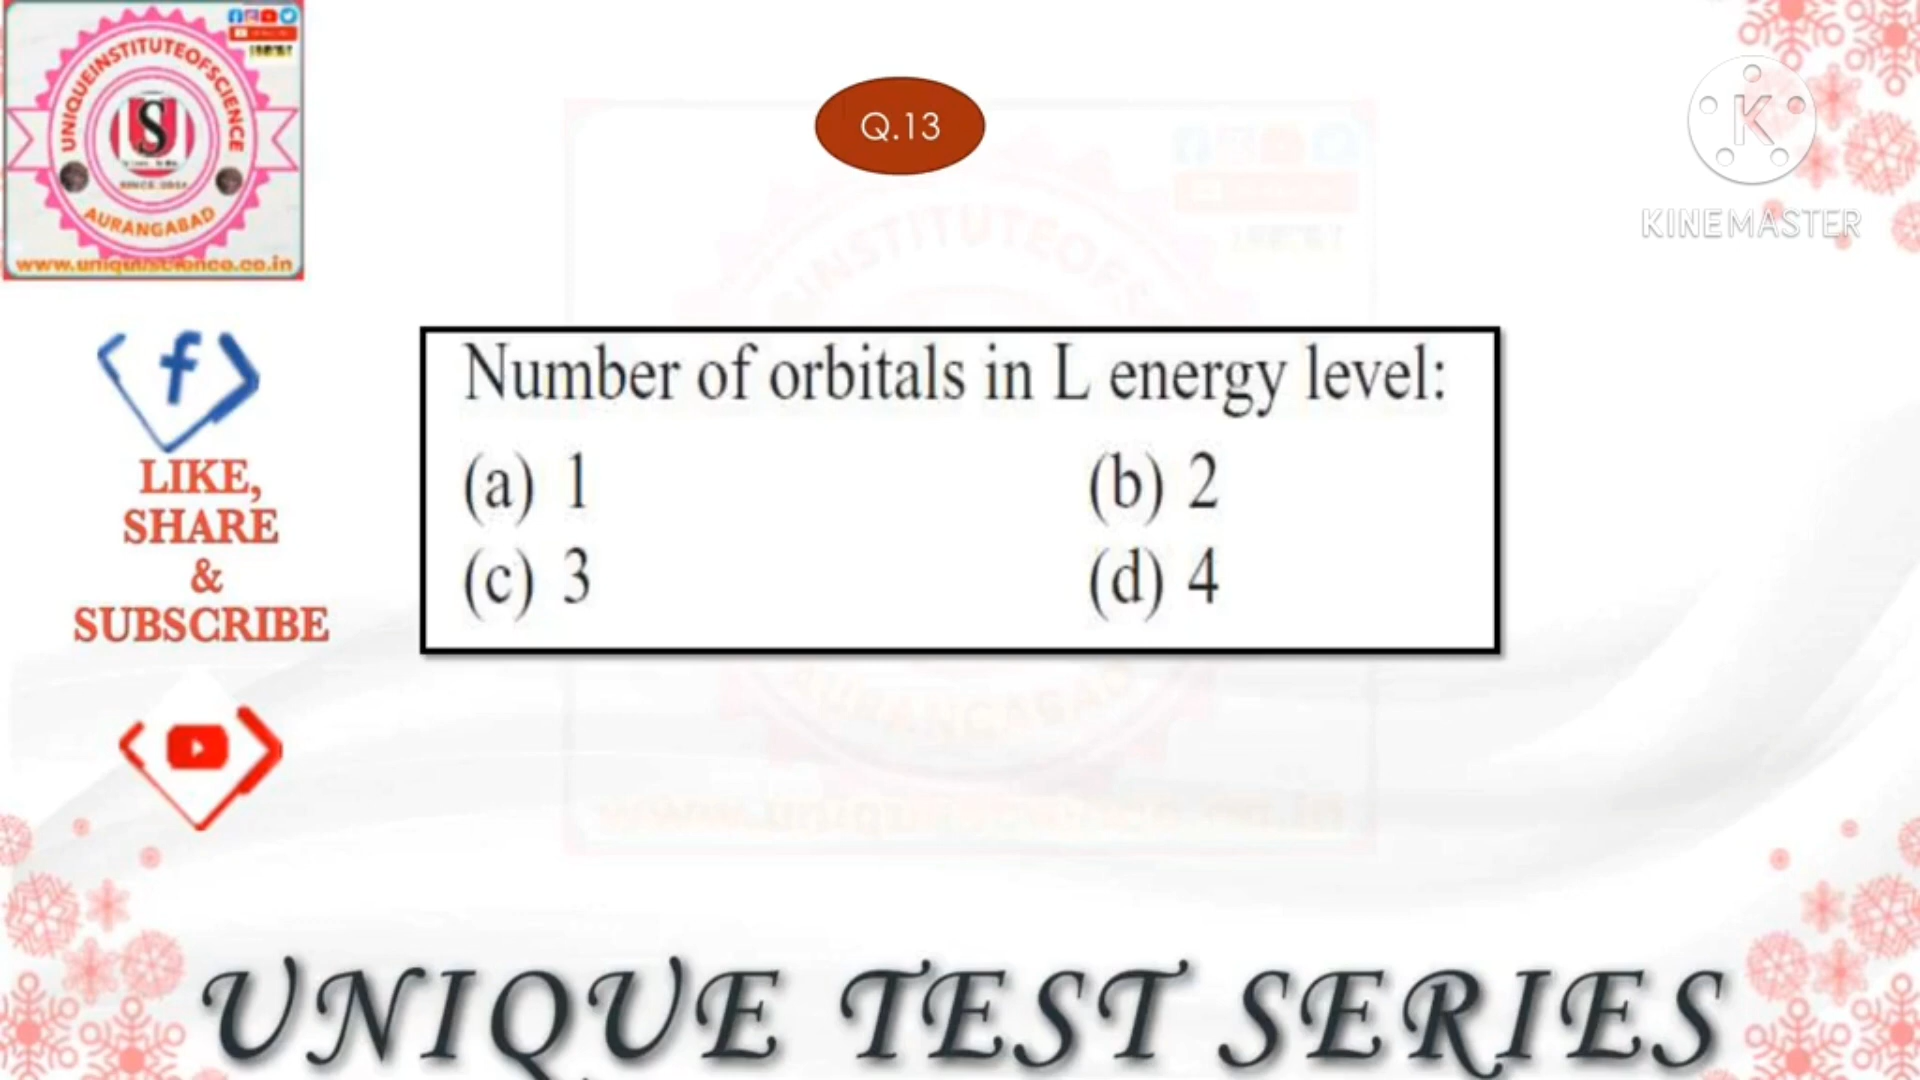 UNIQUEINSTITUTEOFSCIENCE
S
AURANGABAD
Q.13
K
KINEMASTER
Number of orbitals in L energy level:
(a) 1
(b) 2
(c) 3
(d) 4
LIKE,
SHARE
&
SUBSCRIBE
UNIQUE TEST SERIES